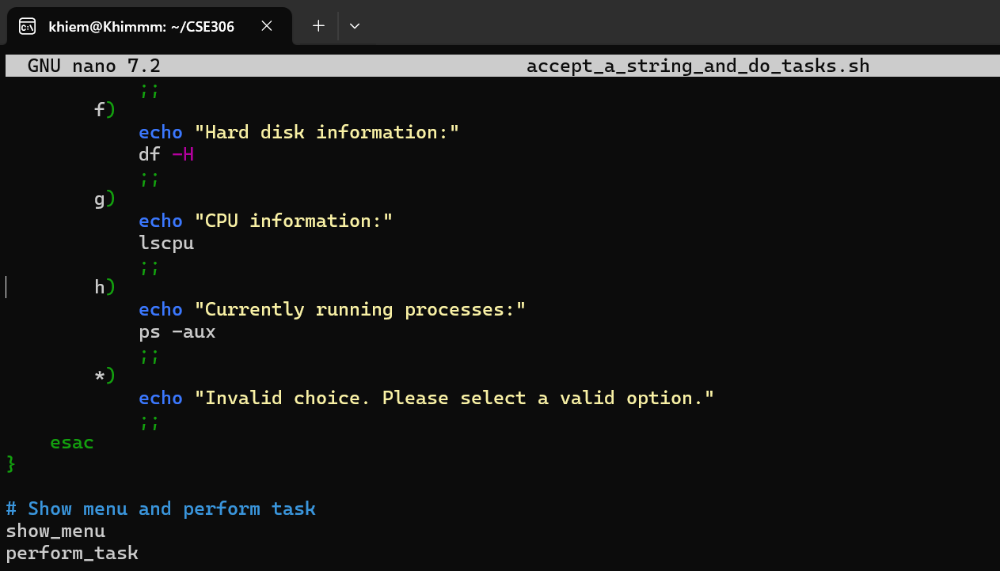 khiem@Khimmm: ~/CSE306
GNU nano 7.2 accept_a_string_and_do_tasks.sh
;;
f)
echo "Hard disk information:"
df -H
;;
g)
echo "CPU information:"
lscpu
;;
h)
echo "Currently running processes:"
ps -aux
;;
*)
echo "Invalid choice. Please select a valid option."
;;
esac
}
# Show menu and perform task
show_menu
perform_task